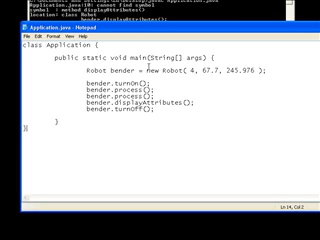 Application.java:10: cannot find symbol
symbol : method displayAttributes()
location: class Robot
bender.displayAttributes();
Application.java - Notepad
File Edit Format View Help
class Application {
public static void main(String[] args) {
Robot bender = new Robot( 4, 67.7, 245.976 );
bender.turnOn();
bender.process();
bender.process();
bender.displayAttributes();
bender.turnOff();
}
}
Ln 14, Col 2